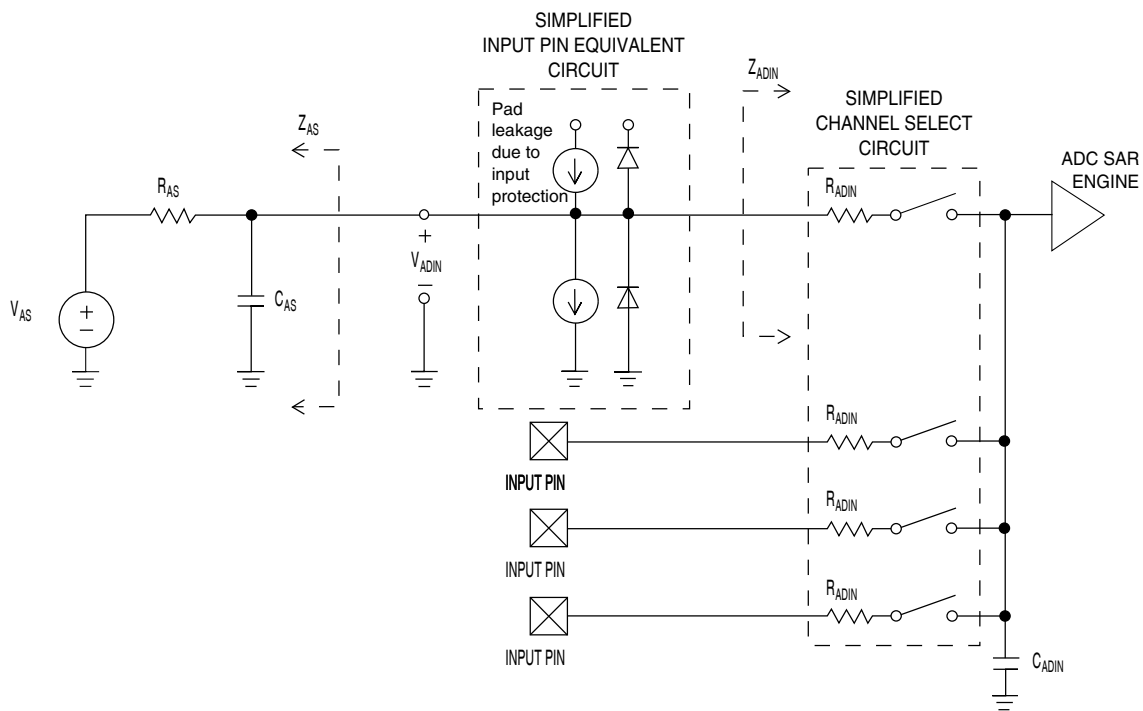 SIMPLIFIED
INPUT PIN EQUIVALENT
CIRCUIT
Pad
leakage
due to
input
protection
Z_ADIN
SIMPLIFIED
CHANNEL SELECT
CIRCUIT
ADC SAR
ENGINE
Z_AS
R_AS
R_ADIN
V_AS
+
−
C_AS
+
V_ADIN
−
R_ADIN
INPUT PIN
R_ADIN
INPUT PIN
R_ADIN
INPUT PIN
C_ADIN